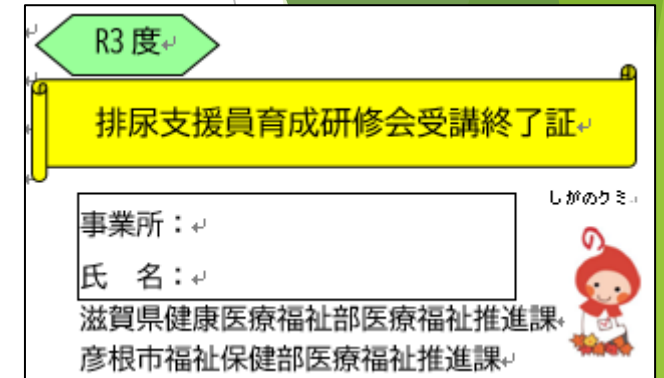 R3度
排尿支援員育成研修会受講終了証
しがのクミ
事業所：
氏　名：
滋賀県健康医療福祉部医療福祉推進課
彦根市福祉保健部医療福祉推進課